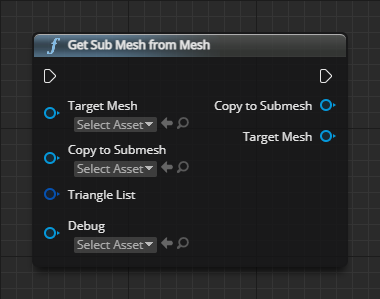 f Get Sub Mesh from Mesh
Target Mesh
Select Asset
Copy to Submesh
Select Asset
Triangle List
Debug
Select Asset
Copy to Submesh
Target Mesh